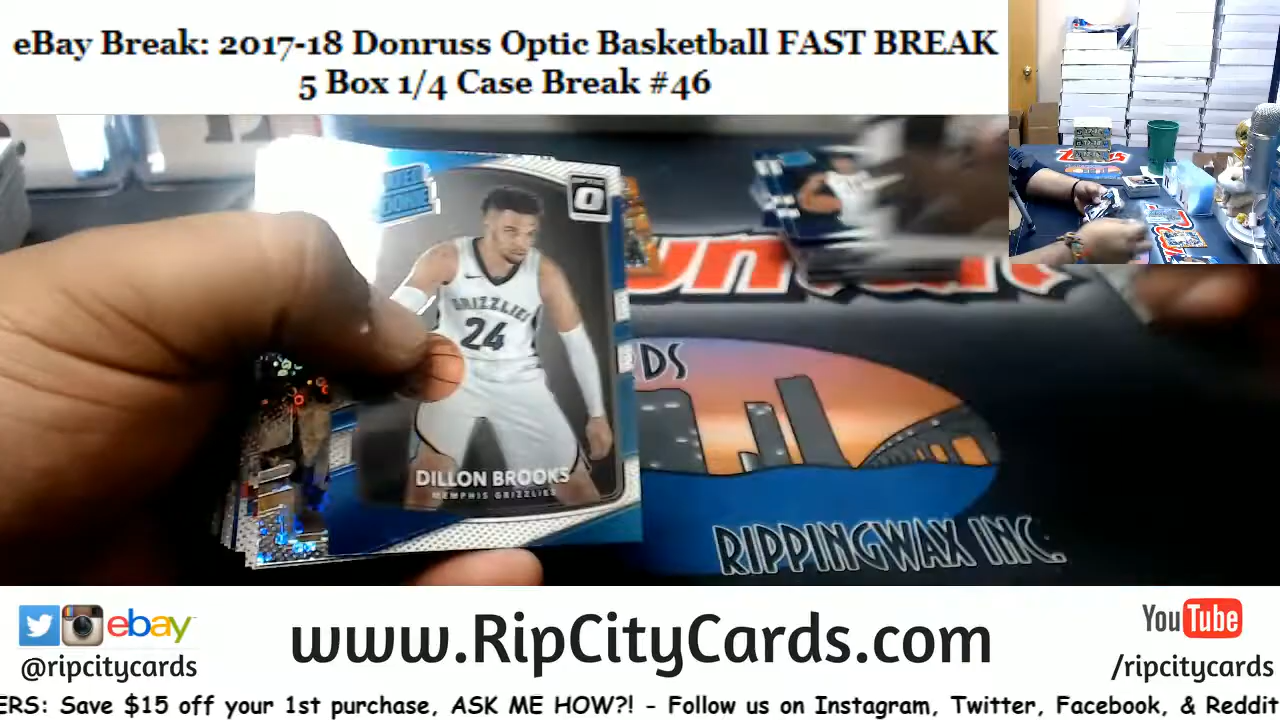 eBay Break: 2017-18 Donruss Optic Basketball FAST BREAK
5 Box 1/4 Case Break #46
GRIZZLIES
24
DILLON BROOKS
MEMPHIS GRIZZLIES
RIPPINGWAX INC.
ebay
@ripcitycards
www.RipCityCards.com
YouTube
/ripcitycards
ERS: Save $15 off your 1st purchase, ASK ME HOW?! - Follow us on Instagram, Twitter, Facebook, & Reddit